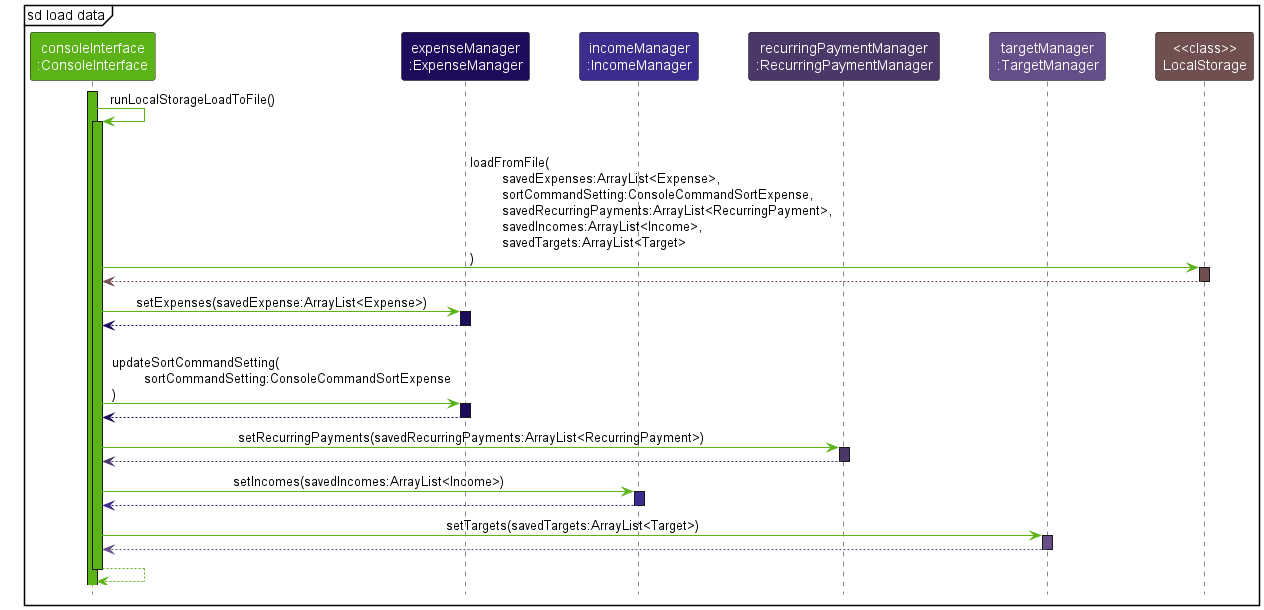 sd load data
consoleInterface
:ConsoleInterface
expenseManager
:ExpenseManager
incomeManager
:IncomeManager
recurringPaymentManager
:RecurringPaymentManager
targetManager
:TargetManager
<<class>>
LocalStorage
runLocalStorageLoadToFile()
loadFromFile(
savedExpenses:ArrayList<Expense>,
sortCommandSetting:ConsoleCommandSortExpense,
savedRecurringPayments:ArrayList<RecurringPayment>,
savedIncomes:ArrayList<Income>,
savedTargets:ArrayList<Target>
)
setExpenses(savedExpense:ArrayList<Expense>)
updateSortCommandSetting(
sortCommandSetting:ConsoleCommandSortExpense
)
setRecurringPayments(savedRecurringPayments:ArrayList<RecurringPayment>)
setIncomes(savedIncomes:ArrayList<Income>)
setTargets(savedTargets:ArrayList<Target>)